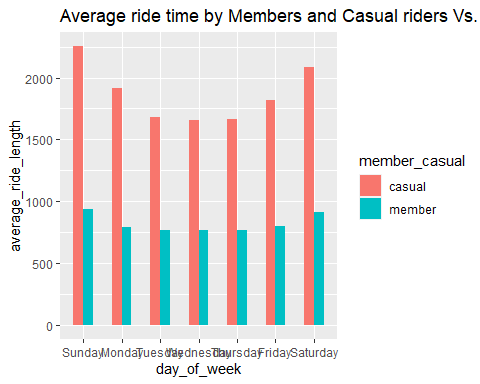 Average ride time by Members and Casual riders Vs.
average_ride_length
2000
1500
1000
500
0
Sunday Monday Tuesday Wednesday Thursday Friday Saturday
day_of_week
member_casual
casual
member